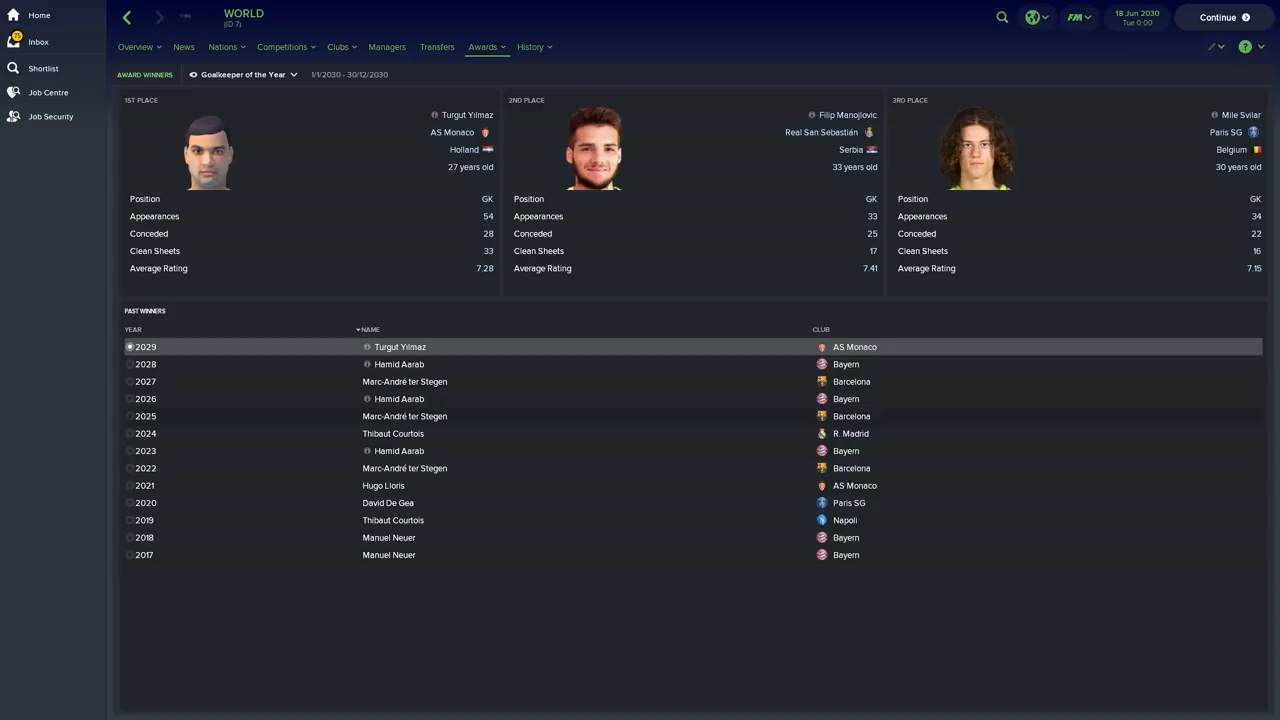 Home
Inbox
75
Shortlist
Job Centre
Job Security
WORLD
(ID:7)
FM
18 Jun 2030
Tue 0:00
Continue
Overview
News
Nations
Competitions
Clubs
Managers
Transfers
Awards
History
?
AWARD WINNERS
Goalkeeper of the Year
1/1/2030 - 30/12/2030
1ST PLACE
Turgut Yılmaz
AS Monaco
Holland
27 years old
Position GK
Appearances 54
Conceded 28
Clean Sheets 33
Average Rating 7.28
2ND PLACE
Filip Manojlovic
Real San Sebastián
Serbia
33 years old
Position GK
Appearances 33
Conceded 25
Clean Sheets 17
Average Rating 7.41
3RD PLACE
Mile Svilar
Paris SG
Belgium
30 years old
Position GK
Appearances 34
Conceded 22
Clean Sheets 16
Average Rating 7.15
PAST WINNERS
YEAR NAME CLUB
2029 Turgut Yılmaz AS Monaco
2028 Hamid Aarab Bayern
2027 Marc-André ter Stegen Barcelona
2026 Hamid Aarab Bayern
2025 Marc-André ter Stegen Barcelona
2024 Thibaut Courtois R. Madrid
2023 Hamid Aarab Bayern
2022 Marc-André ter Stegen Barcelona
2021 Hugo Lloris AS Monaco
2020 David De Gea Paris SG
2019 Thibaut Courtois Napoli
2018 Manuel Neuer Bayern
2017 Manuel Neuer Bayern